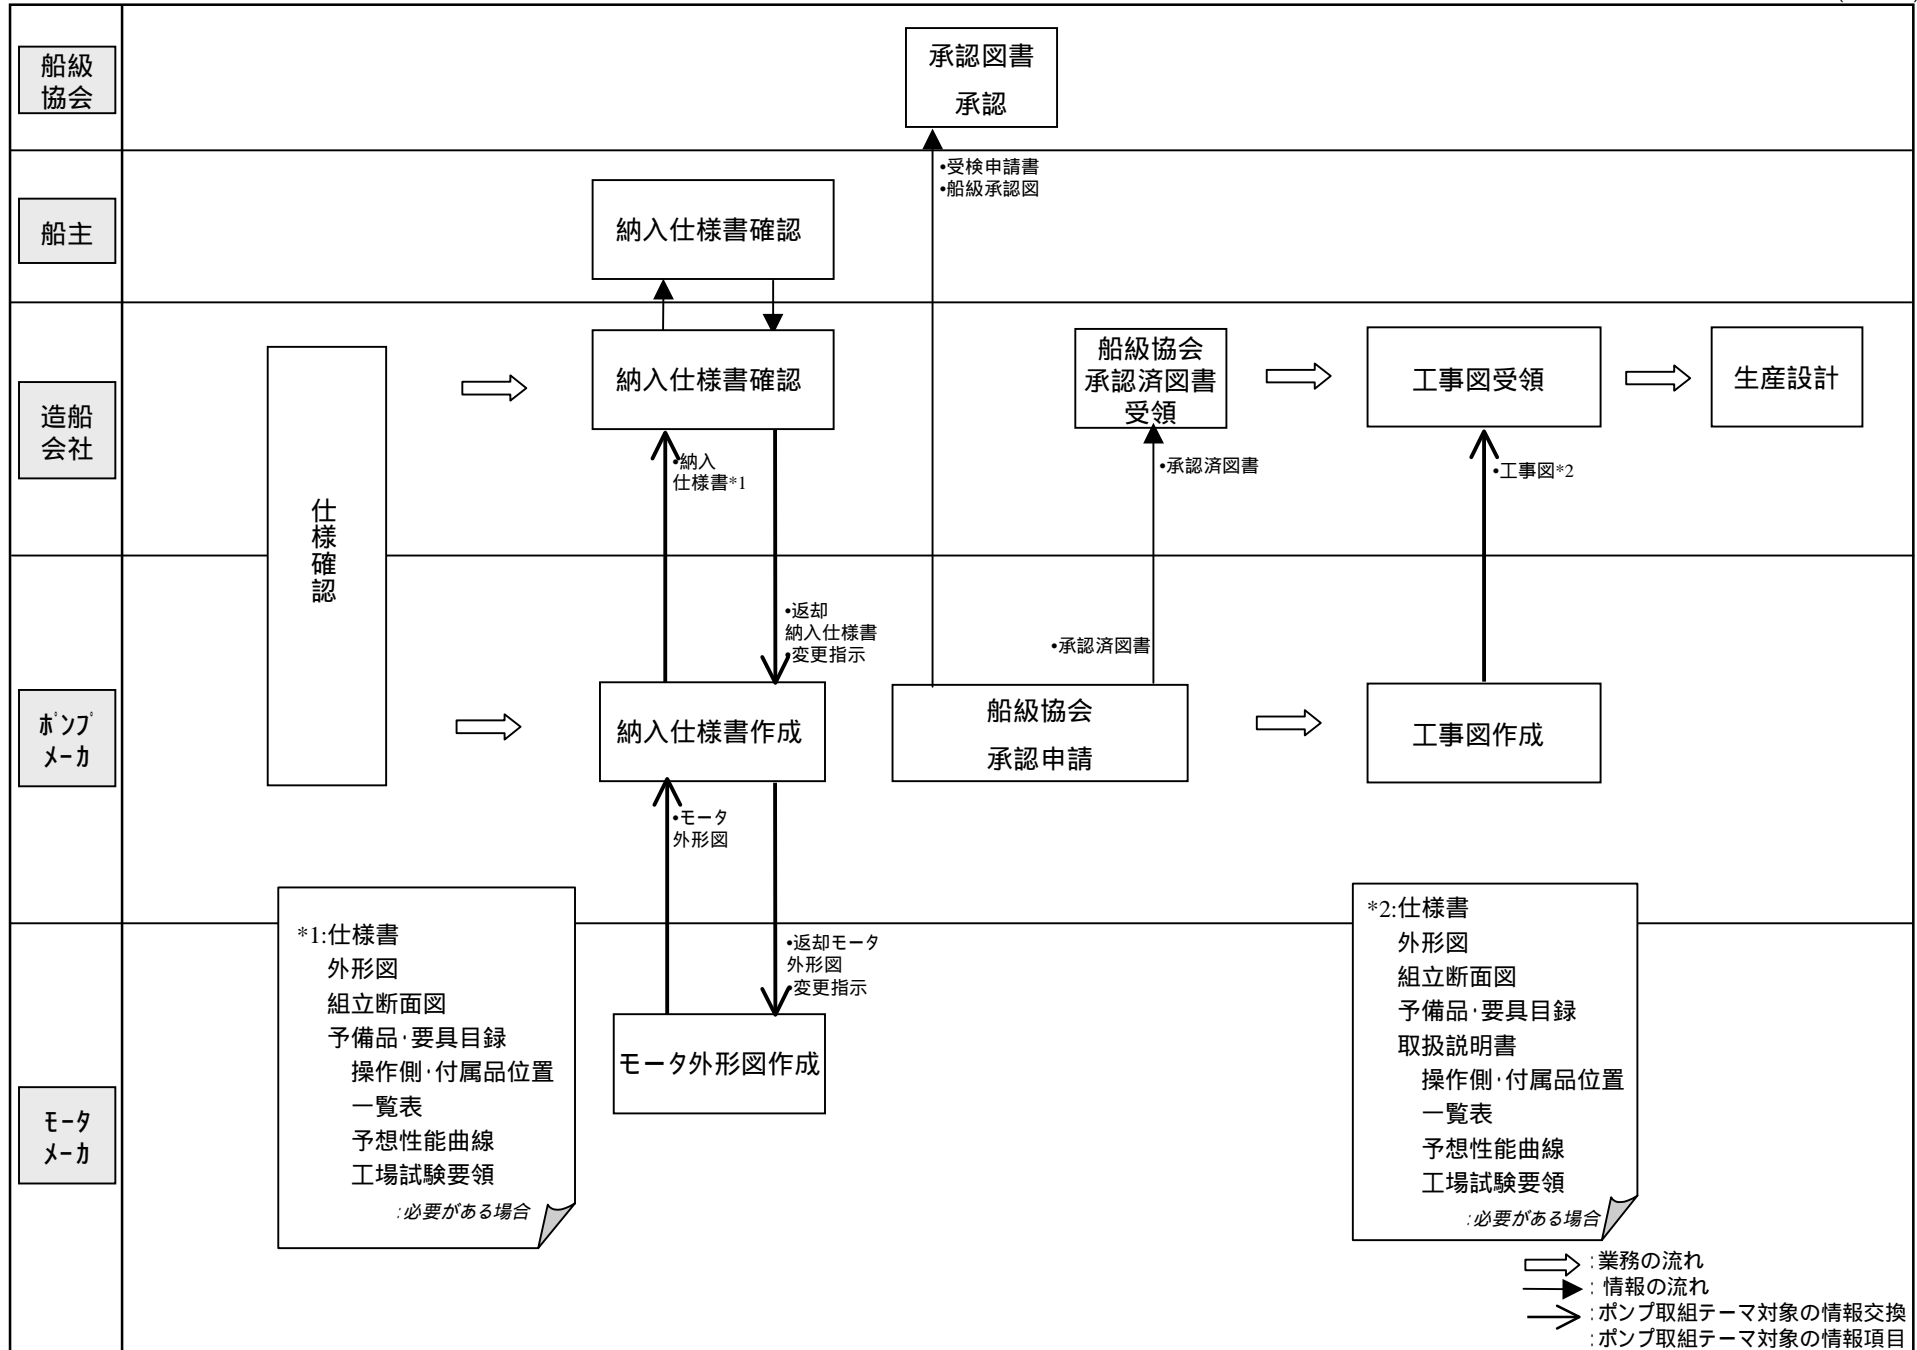 船級
協会
承認図書
承認
•受検申請書
•船級承認図
船主
納入仕様書確認
造船
会社
仕様確認
納入仕様書確認
船級協会
承認済図書
受領
工事図受領
生産設計
•納入
仕様書*1
•承認済図書
•工事図*2
•返却
納入仕様書
•変更指示
•承認済図書
ポンプ
メーカ
納入仕様書作成
船級協会
承認申請
工事図作成
•モータ
外形図
*1:仕様書
外形図
組立断面図
予備品･要具目録
操作側･付属品位置
一覧表
予想性能曲線
工場試験要領
:必要がある場合
•返却モータ
外形図
•変更指示
モータ外形図作成
モータ
メーカ
*2:仕様書
外形図
組立断面図
予備品･要具目録
取扱説明書
操作側･付属品位置
一覧表
予想性能曲線
工場試験要領
:必要がある場合
:業務の流れ
: 情報の流れ
:ポンプ取組テーマ対象の情報交換
:ポンプ取組テーマ対象の情報項目